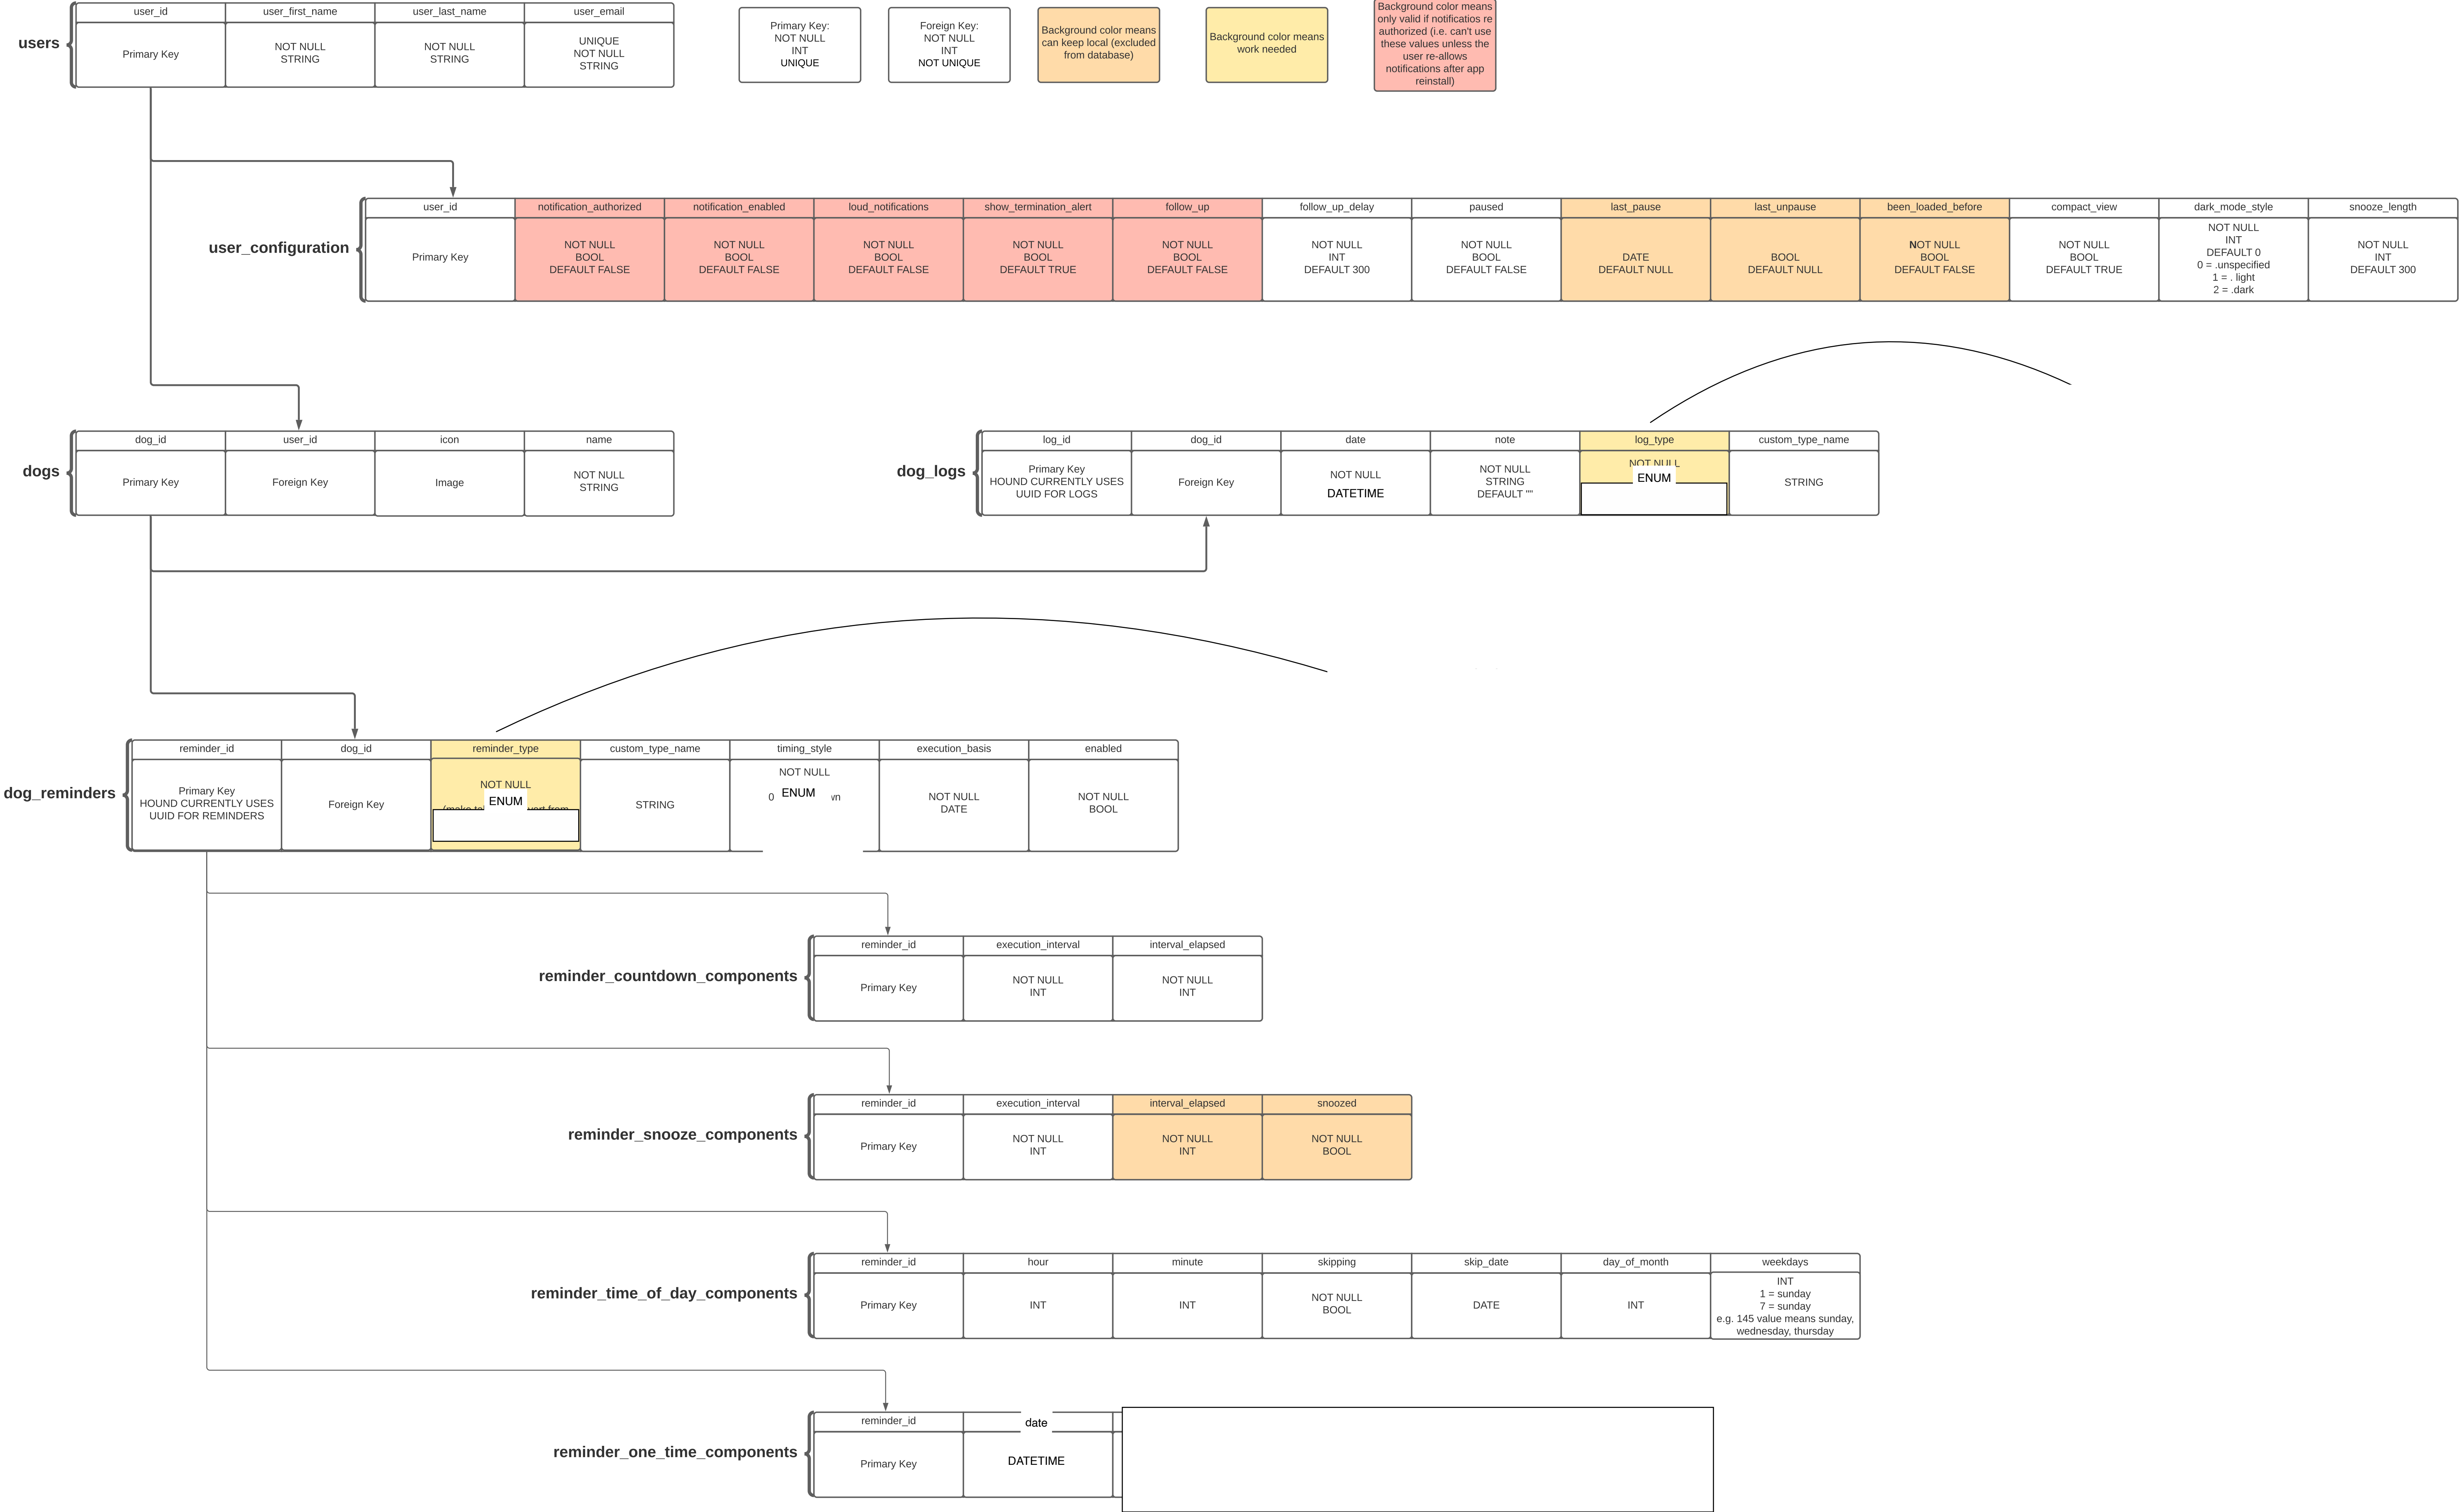 users
user_id
user_first_name
user_last_name
user_email
Primary Key
NOT NULL
STRING
NOT NULL
STRING
UNIQUE
NOT NULL
STRING
Primary Key:
NOT NULL
INT
UNIQUE
Foreign Key:
NOT NULL
INT
NOT UNIQUE
Background color means
can keep local (excluded
from database)
Background color means
work needed
Background color means
only valid if notificatios re
authorized (i.e. can't use
these values unless the
user re-allows
notifications after app
reinstall)
user_configuration
user_id
notification_authorized
notification_enabled
loud_notifications
show_termination_alert
follow_up
follow_up_delay
paused
last_pause
last_unpause
been_loaded_before
compact_view
dark_mode_style
snooze_length
Primary Key
NOT NULL
BOOL
DEFAULT FALSE
NOT NULL
BOOL
DEFAULT FALSE
NOT NULL
BOOL
DEFAULT FALSE
NOT NULL
BOOL
DEFAULT TRUE
NOT NULL
BOOL
DEFAULT FALSE
NOT NULL
INT
DEFAULT 300
NOT NULL
BOOL
DEFAULT FALSE
DATE
DEFAULT NULL
BOOL
DEFAULT NULL
NOT NULL
BOOL
DEFAULT FALSE
NOT NULL
BOOL
DEFAULT TRUE
NOT NULL
INT
DEFAULT 0
0 = .unspecified
1 = . light
2 = .dark
NOT NULL
INT
DEFAULT 300
dogs
dog_id
user_id
icon
name
Primary Key
Foreign Key
Image
NOT NULL
STRING
dog_logs
log_id
dog_id
date
note
log_type
custom_type_name
Primary Key
HOUND CURRENTLY USES
UUID FOR LOGS
Foreign Key
NOT NULL
DATETIME
NOT NULL
STRING
DEFAULT ""
NOT NULL
ENUM
STRING
dog_reminders
reminder_id
dog_id
reminder_type
custom_type_name
timing_style
execution_basis
enabled
Primary Key
HOUND CURRENTLY USES
UUID FOR REMINDERS
Foreign Key
NOT NULL
ENUM
STRING
NOT NULL
0 ENUM
NOT NULL
DATE
NOT NULL
BOOL
reminder_countdown_components
reminder_id
execution_interval
interval_elapsed
Primary Key
NOT NULL
INT
NOT NULL
INT
reminder_snooze_components
reminder_id
execution_interval
interval_elapsed
snoozed
Primary Key
NOT NULL
INT
NOT NULL
INT
NOT NULL
BOOL
reminder_time_of_day_components
reminder_id
hour
minute
skipping
skip_date
day_of_month
weekdays
Primary Key
INT
INT
NOT NULL
BOOL
DATE
INT
INT
1 = sunday
7 = sunday
e.g. 145 value means sunday,
wednesday, thursday
reminder_one_time_components
reminder_id
date
Primary Key
DATETIME